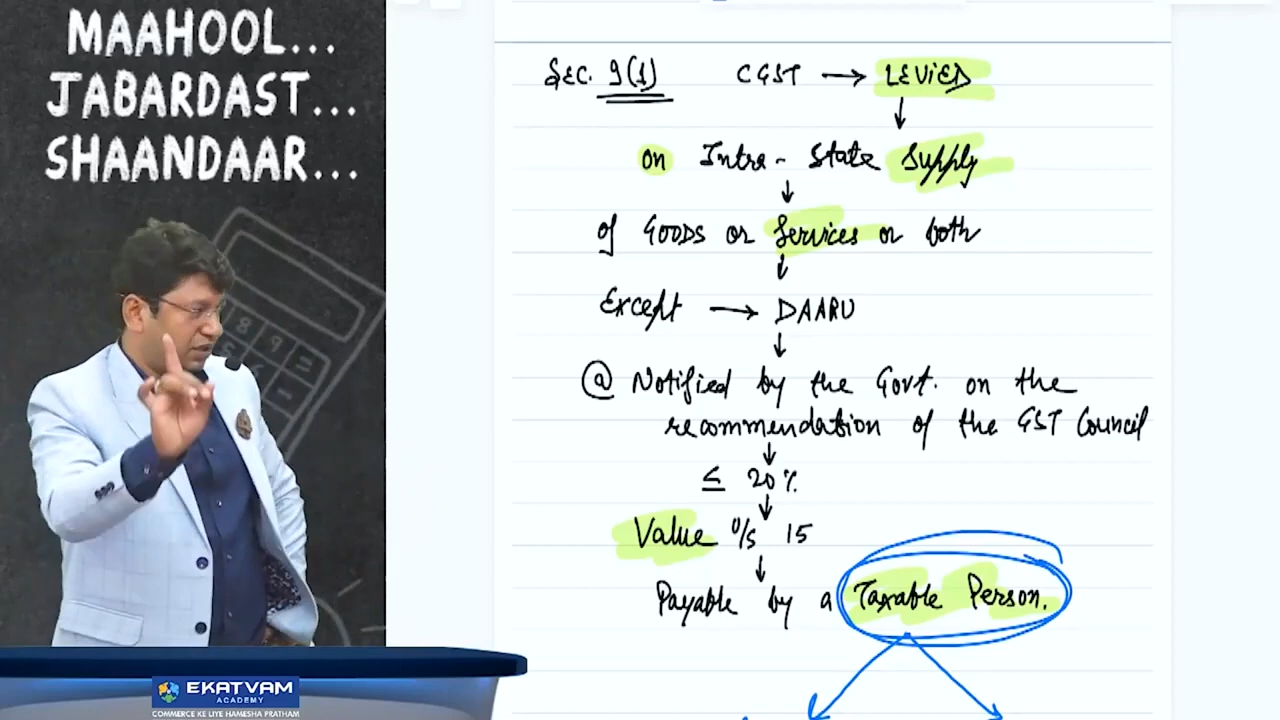 MAAHOOL...
JABARDAST...
SHAANDAAR...
SEC. 9(1) CGST → LEVIED
↓
on Intra-State Supply
↓
of GOODS or Services or both
↓
Except → DAARU
↓
@ Notified by the Govt. on the
recommendation of the GST Council
↓
≤ 20%
↓
Value u/s 15
↓
Payable by a Taxable Person.
EKATVAM
ACADEMY
COMMERCE KE LIYE HAMESHA PRATHAM